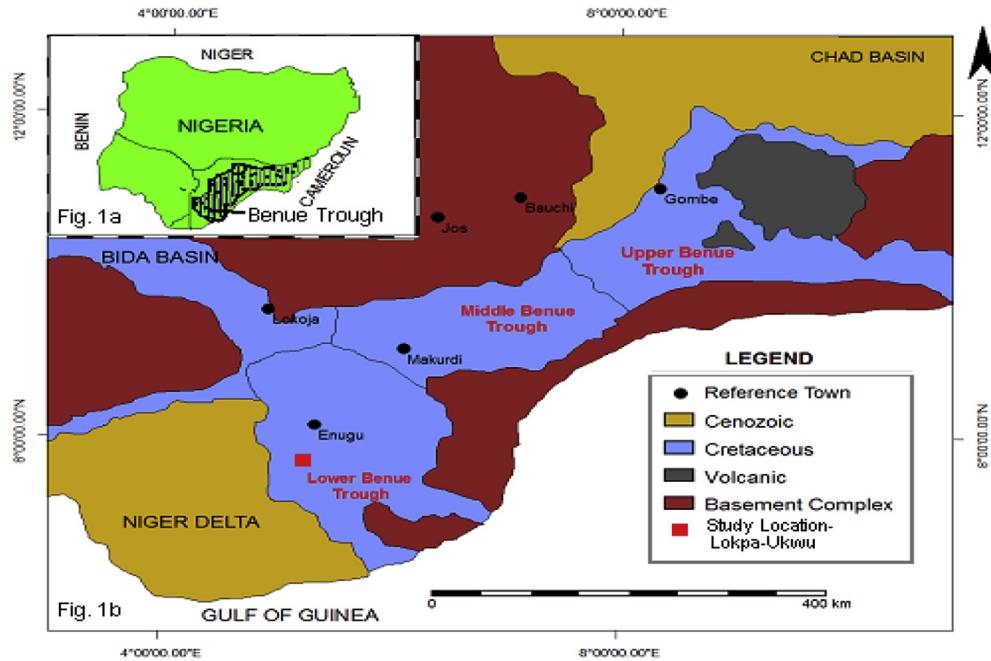 4°00'00.00"E
8°00'00.00"E
NIGER
BENIN
NIGERIA
CAMEROUN
Benue Trough
Fig. 1a
CHAD BASIN
12°00'00.00"N
12°00'00.00"N
Bauchi
Jos
Gombe
BIDA BASIN
Upper Benue
Trough
Middle Benue
Trough
Lokoja
Makurdi
8°00'00.00"N
8°00'00.00"N
Enugu
Lower Benue
Trough
NIGER DELTA
LEGEND
Reference Town
Cenozoic
Cretaceous
Volcanic
Basement Complex
Study Location-
Lokpa-Ukwu
0
400 km
Fig. 1b
GULF OF GUINEA
4°00'00.00"E
8°00'00.00"E